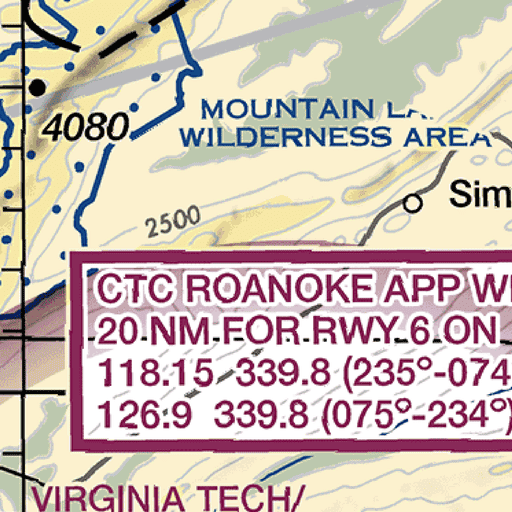 4080
MOUNTAIN
WILDERNESS AREA
Sim
2500
CTC ROANOKE APP WI
20 NM FOR RWY 6 ON
118.15 339.8 (235°-074
126.9 339.8 (075°-234°)
VIRGINIA TECH/